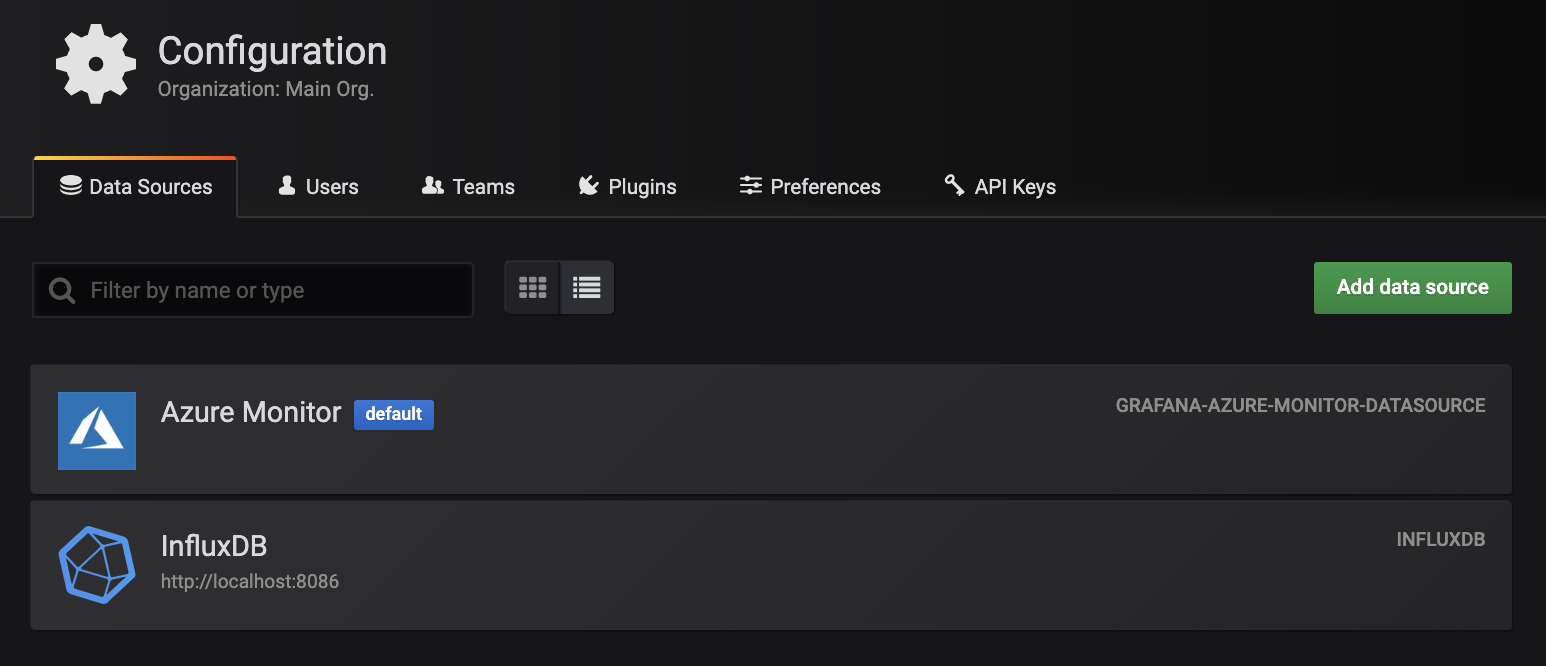 Configuration
Organization: Main Org.
Data Sources Users Teams Plugins Preferences API Keys
Filter by name or type
Add data source
Azure Monitor default GRAFANA-AZURE-MONITOR-DATASOURCE
InfluxDB INFLUXDB
http://localhost:8086